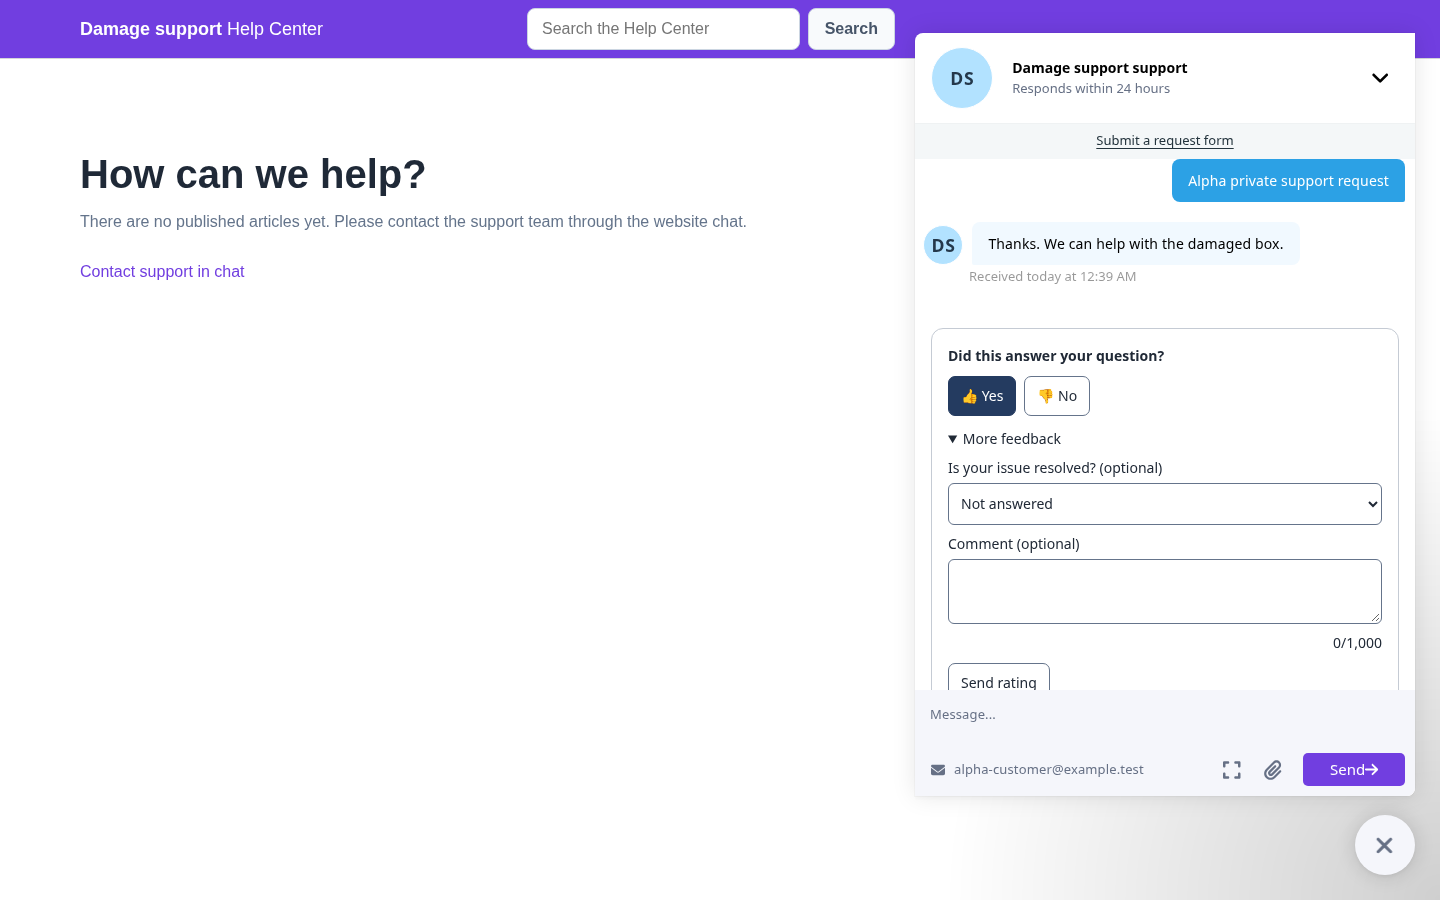 Damage support Help Center
Search the Help Center
Search
How can we help?
There are no published articles yet. Please contact the support team through the website chat.
Contact support in chat
DS
Damage support support
Responds within 24 hours
Submit a request form
Alpha private support request
DS
Thanks. We can help with the damaged box.
Received today at 12:39 AM
Did this answer your question?
👍 Yes
👎 No
▼ More feedback
Is your issue resolved? (optional)
Not answered
Comment (optional)
0/1,000
Send rating
Message...
alpha-customer@example.test
Send